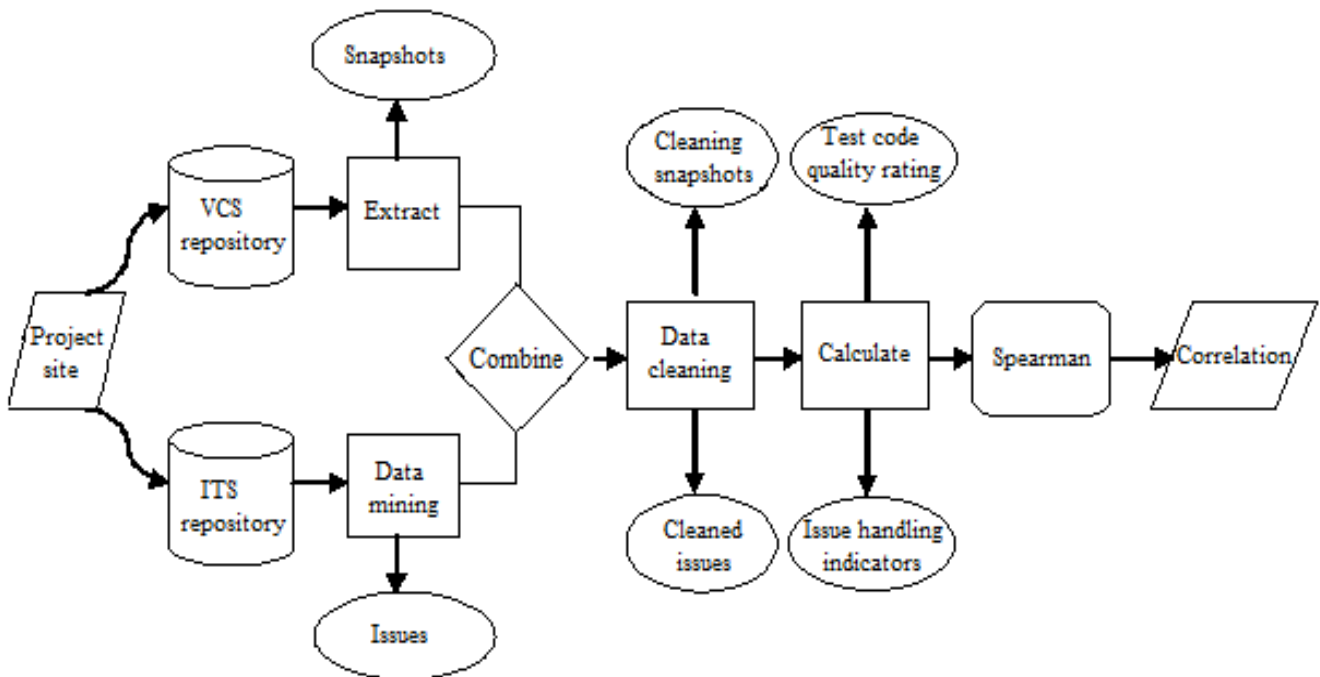 Snapshots
Cleaning
snapshots
Test code
quality rating
VCS
repository
Extract
Project
site
Combine
Data
cleaning
Calculate
Spearman
Correlation
ITS
repository
Data
mining
Cleaned
issues
Issue handling
indicators
Issues